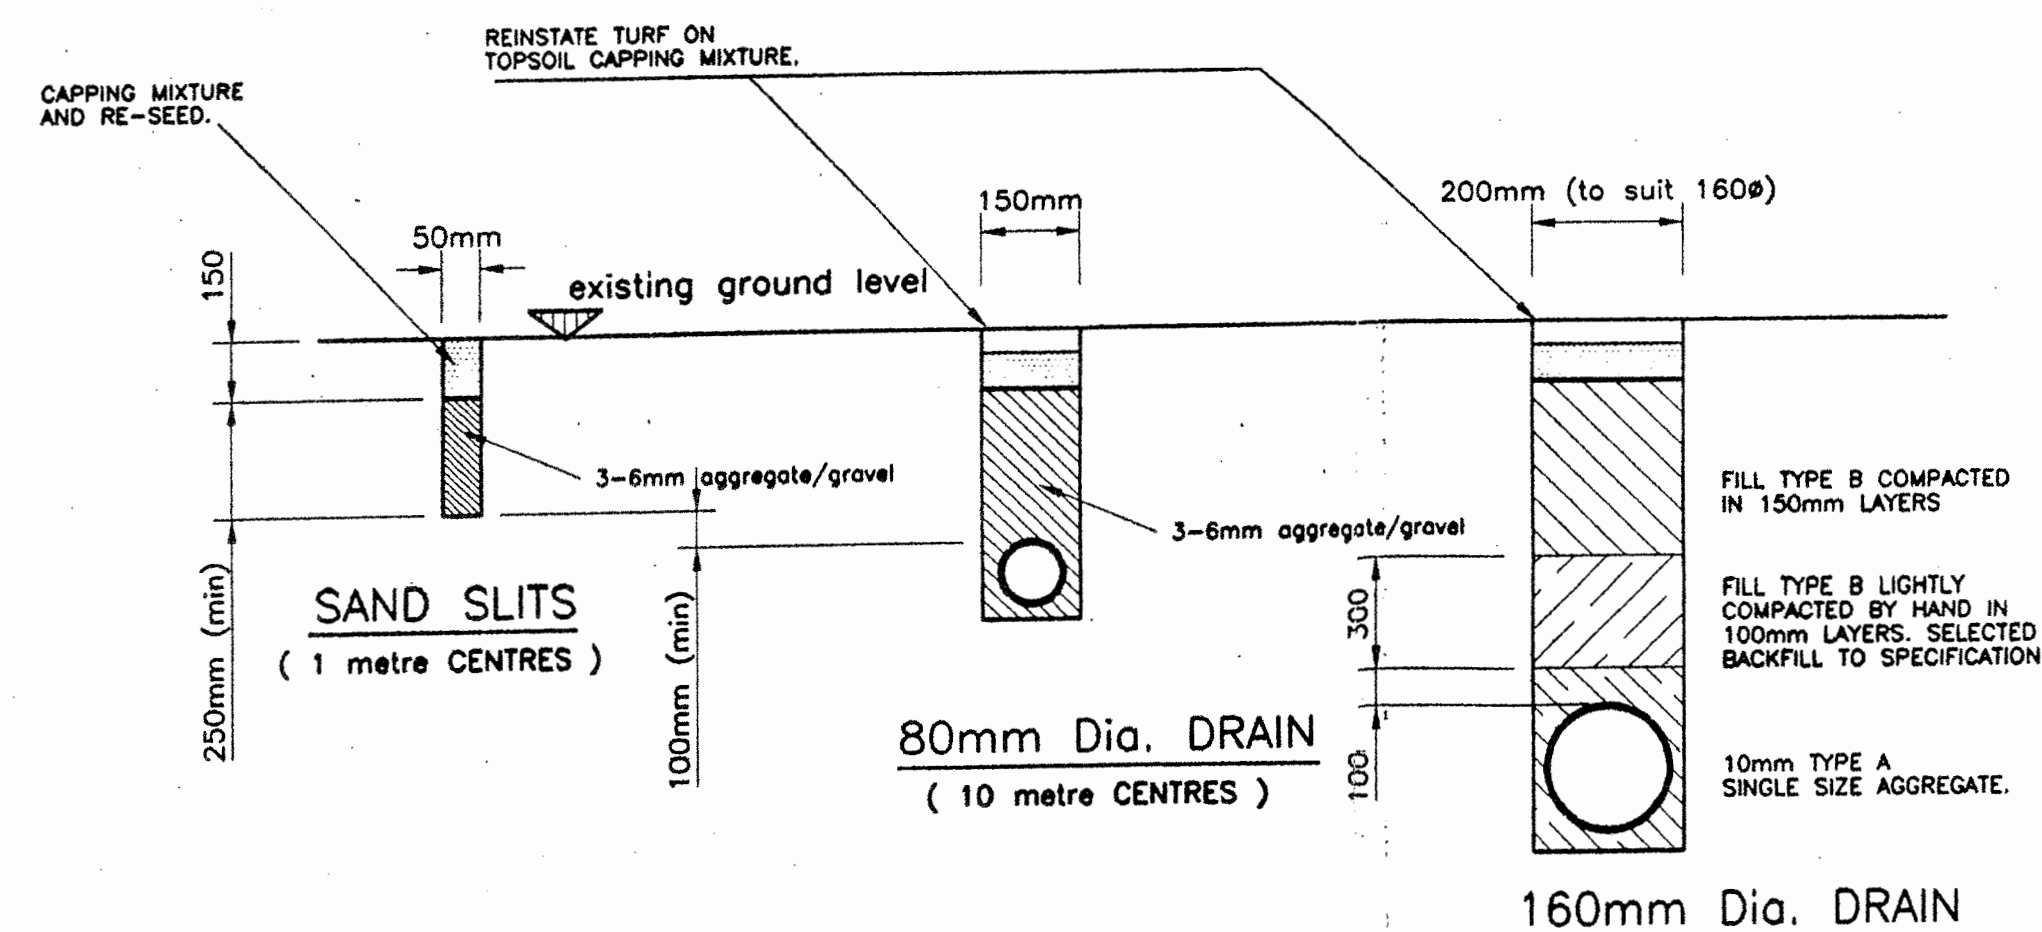 REINSTATE TURF ON
TOPSOIL CAPPING MIXTURE.
CAPPING MIXTURE
AND RE-SEED.
150mm
200mm (to suit 160ø)
50mm
150
existing ground level
3-6mm aggregate/gravel
3-6mm aggregate/gravel
FILL TYPE B COMPACTED
IN 150mm LAYERS
250mm (min)
SAND SLITS
( 1 metre CENTRES )
100mm (min)
300
FILL TYPE B LIGHTLY
COMPACTED BY HAND IN
100mm LAYERS. SELECTED
BACKFILL TO SPECIFICATION
80mm Dia. DRAIN
( 10 metre CENTRES )
100
10mm TYPE A
SINGLE SIZE AGGREGATE.
160mm Dia. DRAIN